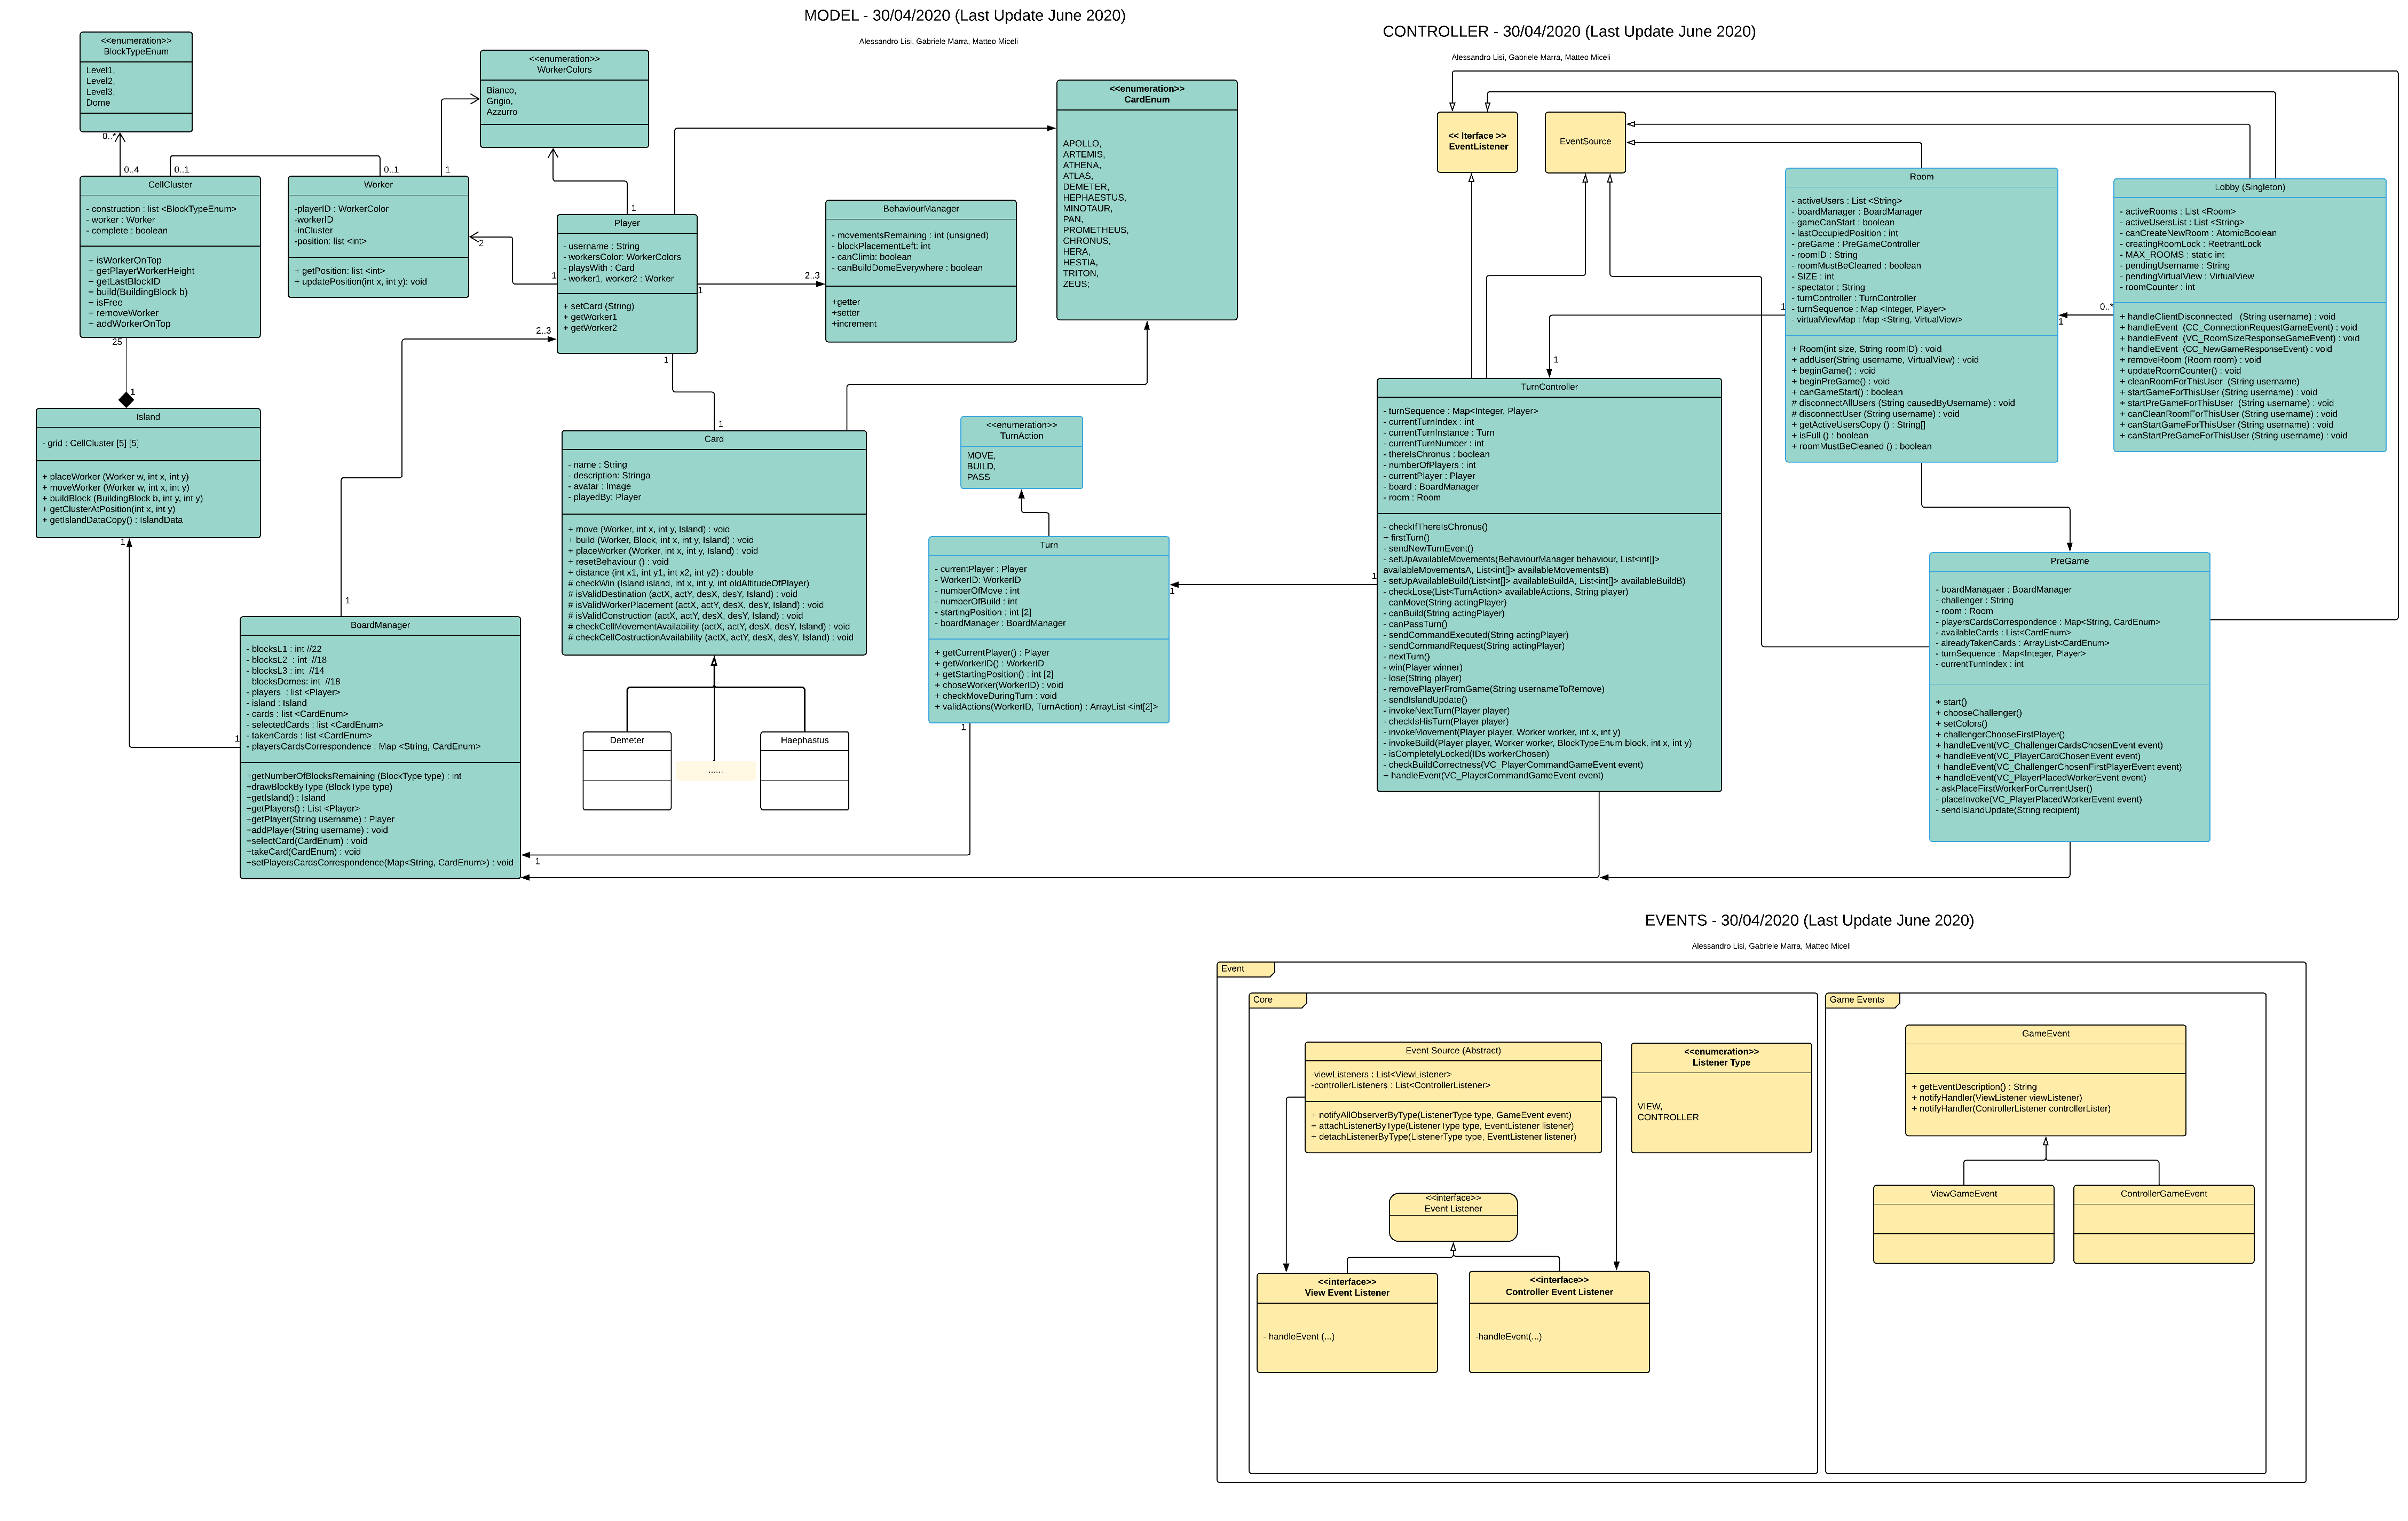 MODEL - 30/04/2020 (Last Update June 2020)
Alessandro Lisi, Gabriele Marra, Matteo Miceli
<<enumeration>>
BlockTypeEnum
Level1,
Level2,
Level3,
Dome
0..*
0..4
0..1
<<enumeration>>
WorkerColors
Bianco,
Grigio,
Azzurro
0..1
1
1
<<enumeration>>
CardEnum
APOLLO,
ARTEMIS,
ATHENA,
ATLAS,
DEMETER,
HEPHAESTUS,
MINOTAUR,
PAN,
PROMETHEUS,
CHRONUS,
HERA,
HESTIA,
TRITON,
ZEUS;
CellCluster
- construction : list <BlockTypeEnum>
- worker : Worker
- complete : boolean
+ isWorkerOnTop
+ getPlayerWorkerHeight
+ getLastBlockID
+ build(BuildingBlock b)
+ isFree
+ removeWorker
+ addWorkerOnTop
25
1
Worker
-playerID : WorkerColor
-workerID
-inCluster
-position: list <int>
+ getPosition: list <int>
+ updatePosition(int x, int y): void
2
1
Player
- username : String
- workersColor: WorkerColors
- playsWith : Card
- worker1, worker2 : Worker
+ setCard (String)
+ getWorker1
+ getWorker2
1
2..3
2..3
1
BehaviourManager
- movementsRemaining : int (unsigned)
- blockPlacementLeft: int
- canClimb: boolean
- canBuildDomeEverywhere : boolean
+getter
+setter
+increment
Island
- grid : CellCluster [5] [5]
+ placeWorker (Worker w, int x, int y)
+ moveWorker (Worker w, int x, int y)
+ buildBlock (BuildingBlock b, int y, int y)
+ getClusterAtPosition(int x, int y)
+ getIslandDataCopy() : IslandData
1
1
1
Card
- name : String
- description: Stringa
- avatar : Image
- playedBy: Player
+ move (Worker, int x, int y, Island) : void
+ build (Worker, Block, int x, int y, Island) : void
+ placeWorker (Worker, int x, int y, Island) : void
+ resetBehaviour () : void
+ distance (int x1, int y1, int x2, int y2) : double
# checkWin (Island island, int x, int y, int oldAltitudeOfPlayer)
# isValidDestination (actX, actY, desX, desY, Island) : void
# isValidWorkerPlacement (actX, actY, desX, desY, Island) : void
# isValidConstruction (actX, actY, desX, desY, Island) : void
# checkCellMovementAvailability (actX, actY, desX, desY, Island) : void
# checkCellCostructionAvailability (actX, actY, desX, desY, Island) : void
Demeter
......
Haephastus
BoardManager
- blocksL1 : int //22
- blocksL2 : int //18
- blocksL3 : int //14
- blocksDomes: int //18
- players : list <Player>
- island : Island
- cards : list <CardEnum>
- selectedCards : list <CardEnum>
- takenCards : list <CardEnum>
- playersCardsCorrespondence : Map <String, CardEnum>
+getNumberOfBlocksRemaining (BlockType type) : int
+drawBlockByType (BlockType type)
+getIsland() : Island
+getPlayers() : List <Player>
+getPlayer(String username) : Player
+addPlayer(String username) : void
+selectCard(CardEnum) : void
+takeCard(CardEnum) : void
+setPlayersCardsCorrespondence(Map<String, CardEnum>) : void
1
1
<<enumeration>>
TurnAction
MOVE,
BUILD,
PASS
Turn
- currentPlayer : Player
- WorkerID: WorkerID
- numberOfMove : int
- numberOfBuild : int
- startingPosition : int [2]
- boardManager : BoardManager
+ getCurrentPlayer() : Player
+ getWorkerID() : WorkerID
+ getStartingPosition() : int [2]
+ choseWorker(WorkerID) : void
+ checkMoveDuringTurn : void
+ validActions(WorkerID, TurnAction) : ArrayList <int[2]>
1
1
1
CONTROLLER - 30/04/2020 (Last Update June 2020)
Alessandro Lisi, Gabriele Marra, Matteo Miceli
<< Iterface >>
EventListener
EventSource
TurnController
- turnSequence : Map<Integer, Player>
- currentTurnIndex : int
- currentTurnInstance : Turn
- currentTurnNumber : int
- thereIsChronus : boolean
- numberOfPlayers : int
- currentPlayer : Player
- board : BoardManager
- room : Room
- checkIfThereIsChronus()
+ firstTurn()
- sendNewTurnEvent()
- setUpAvailableMovements(BehaviourManager behaviour, List<int[]>
availableMovementsA, List<int[]> availableMovementsB)
- setUpAvailableBuild(List<int[]> availableBuildA, List<int[]> availableBuildB)
- checkLose(List<TurnAction> availableActions, String player)
- canMove(String actingPlayer)
- canBuild(String actingPlayer)
- canPassTurn()
- sendCommandExecuted(String actingPlayer)
- sendCommandRequest(String actingPlayer)
- nextTurn()
- win(Player winner)
- lose(String player)
- removePlayerFromGame(String usernameToRemove)
- sendIslandUpdate()
- invokeNextTurn(Player player)
- checkIsHisTurn(Player player)
- invokeMovement(Player player, Worker worker, int x, int y)
- invokeBuild(Player player, Worker worker, BlockTypeEnum block, int x, int y)
- isCompletelyLocked(IDs workerChosen)
- checkBuildCorrectness(VC_PlayerCommandGameEvent event)
+ handleEvent(VC_PlayerCommandGameEvent event)
1
1
Room
- activeUsers : List <String>
- boardManager : BoardManager
- gameCanStart : boolean
- lastOccupiedPosition : int
- preGame : PreGameController
- roomID : String
- roomMustBeCleaned : boolean
- SIZE : int
- spectator : String
- turnController : TurnController
- turnSequence : Map <Integer, Player>
- virtualViewMap : Map <String, VirtualView>
+ Room(int size, String roomID) : void
+ addUser(String username, VirtualView) : void
+ beginGame() : void
+ beginPreGame() : void
+ canGameStart() : boolean
# disconnectAllUsers (String causedByUsername) : void
# disconnectUser (String username) : void
+ getActiveUsersCopy () : String[]
+ isFull () : boolean
+ roomMustBeCleaned () : boolean
1
0..*
Lobby (Singleton)
- activeRooms : List <Room>
- activeUsersList : List <String>
- canCreateNewRoom : AtomicBoolean
- creatingRoomLock : ReetrantLock
- MAX_ROOMS : static int
- pendingUsername : String
- pendingVirtualView : VirtualView
- roomCounter : int
+ handleClientDisconnected (String username) : void
+ handleEvent (CC_ConnectionRequestGameEvent) : void
+ handleEvent (VC_RoomSizeResponseGameEvent) : void
+ handleEvent (CC_NewGameResponseEvent) : void
+ removeRoom (Room room) : void
+ updateRoomCounter() : void
+ cleanRoomForThisUser (String username)
+ startGameForThisUser (String username) : void
+ startPreGameForThisUser (String username) : void
+ canCleanRoomForThisUser (String username) : void
+ canStartGameForThisUser (String username) : void
+ canStartPreGameForThisUser (String username) : void
PreGame
- boardManagaer : BoardManager
- challenger : String
- room : Room
- playersCardsCorrespondence : Map<String, CardEnum>
- availableCards : List<CardEnum>
- alreadyTakenCards : ArrayList<CardEnum>
- turnSequence : Map<Integer, Player>
- currentTurnIndex : int
+ start()
+ chooseChallenger()
+ setColors()
+ challengerChooseFirstPlayer()
+ handleEvent(VC_ChallengerCardsChosenEvent event)
+ handleEvent(VC_PlayerCardChosenEvent event)
+ handleEvent(VC_ChallengerChosenFirstPlayerEvent event)
+ handleEvent(VC_PlayerPlacedWorkerEvent event)
- askPlaceFirstWorkerForCurrentUser()
- placeInvoke(VC_PlayerPlacedWorkerEvent event)
- sendIslandUpdate(String recipient)
EVENTS - 30/04/2020 (Last Update June 2020)
Alessandro Lisi, Gabriele Marra, Matteo Miceli
Event
Core
Event Source (Abstract)
-viewListeners : List<ViewListener>
-controllerListeners : List<ControllerListener>
+ notifyAllObserverByType(ListenerType type, GameEvent event)
+ attachListenerByType(ListenerType type, EventListener listener)
+ detachListenerByType(ListenerType type, EventListener listener)
<<enumeration>>
Listener Type
VIEW,
CONTROLLER
<<interface>>
Event Listener
<<interface>>
View Event Listener
- handleEvent (...)
<<interface>>
Controller Event Listener
-handleEvent(...)
Game Events
GameEvent
+ getEventDescription() : String
+ notifyHandler(ViewListener viewListener)
+ notifyHandler(ControllerListener controllerLister)
ViewGameEvent
ControllerGameEvent